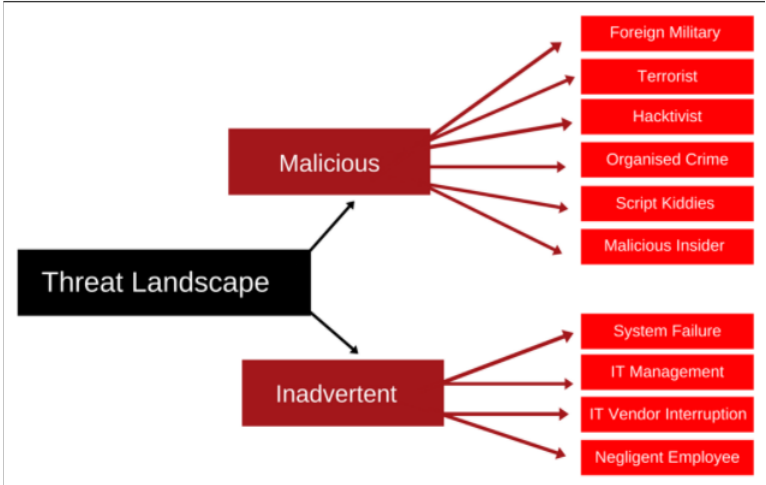 Threat Landscape
Malicious
Foreign Military
Terrorist
Hacktivist
Organised Crime
Script Kiddies
Malicious Insider
Inadvertent
System Failure
IT Management
IT Vendor Interruption
Negligent Employee